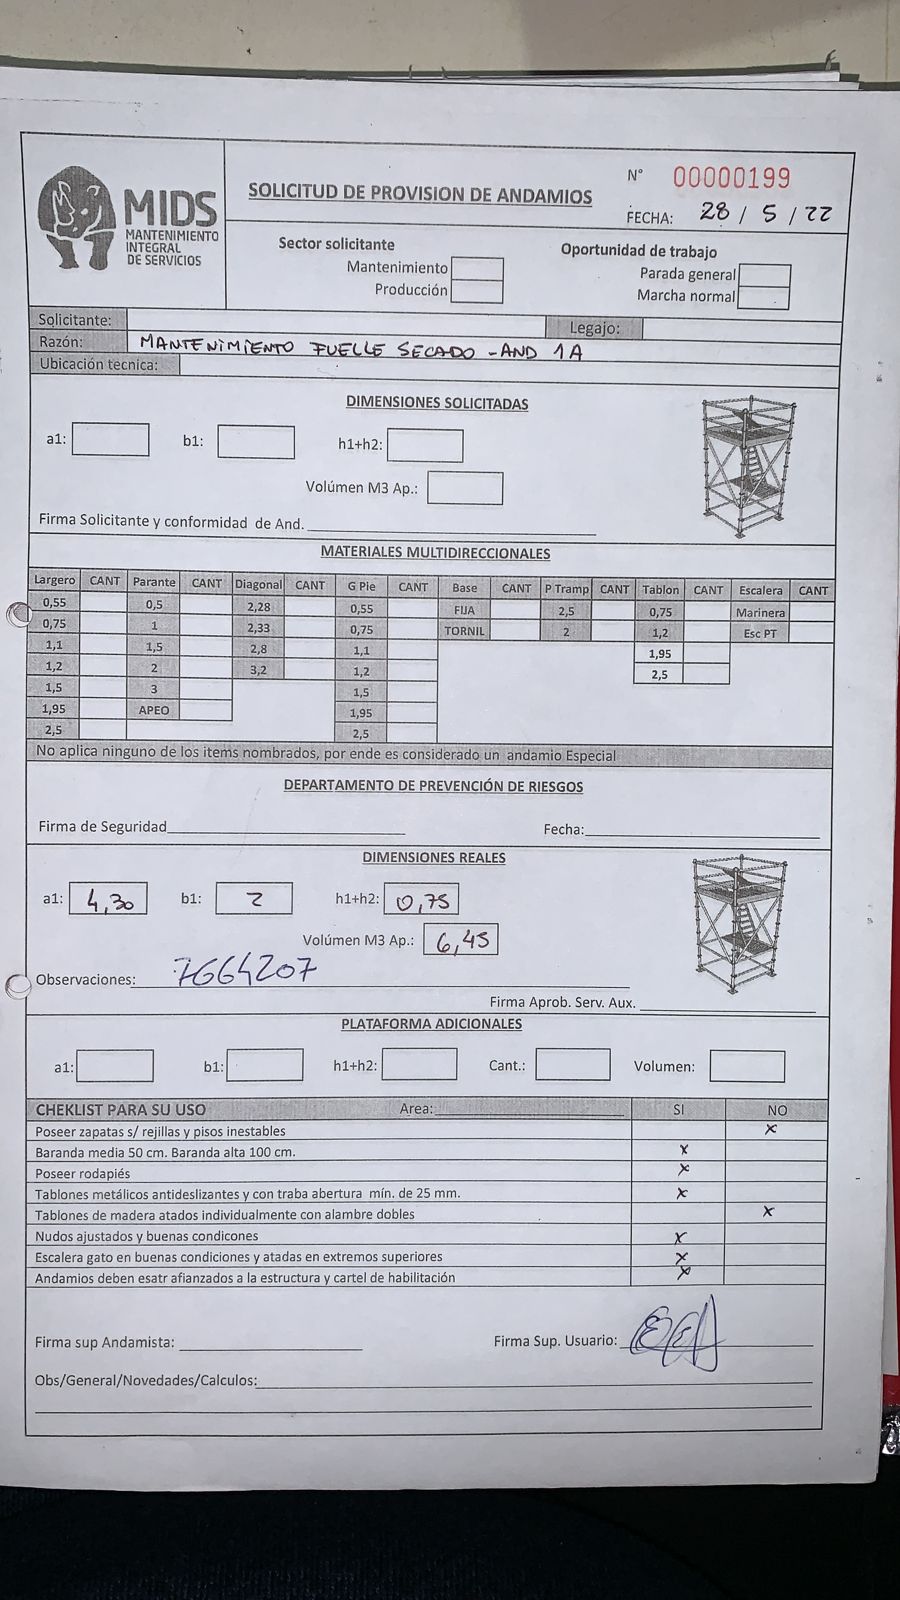 MIDS
MANTENIMIENTO
INTEGRAL
DE SERVICIOS
SOLICITUD DE PROVISION DE ANDAMIOS
N° 00000199
FECHA: 28 / 5 / 22
Sector solicitante
Mantenimiento
Producción
Oportunidad de trabajo
Parada general
Marcha normal
Solicitante: Legajo:
Razón: MANTENIMIENTO FUELLE SECADO - AND 1A
Ubicación tecnica:
DIMENSIONES SOLICITADAS
a1: b1: h1+h2:
Volúmen M3 Ap.:
Firma Solicitante y conformidad de And.
MATERIALES MULTIDIRECCIONALES
Largero CANT Parante CANT Diagonal CANT G Pie CANT Base CANT P Tramp CANT Tablon CANT Escalera CANT
0,55 0,5 2,28 0,55 FIJA 2,5 0,75 Marinera
0,75 1 2,33 0,75 TORNIL 2 1,2 Esc PT
1,1 1,5 2,8 1,1 1,95
1,2 2 3,2 1,2 2,5
1,5 3 1,5
1,95 APEO 1,95
2,5 2,5
No aplica ninguno de los items nombrados, por ende es considerado un andamio Especial
DEPARTAMENTO DE PREVENCIÓN DE RIESGOS
Firma de Seguridad Fecha:
DIMENSIONES REALES
a1: 4,30 b1: 2 h1+h2: 0,75
Volúmen M3 Ap.: 6,45
Observaciones: 7664207
Firma Aprob. Serv. Aux.
PLATAFORMA ADICIONALES
a1: b1: h1+h2: Cant.: Volumen:
CHEKLIST PARA SU USO Area: SI NO
Poseer zapatas s/ rejillas y pisos inestables x
Baranda media 50 cm. Baranda alta 100 cm. x
Poseer rodapiés x
Tablones metálicos antideslizantes y con traba abertura mín. de 25 mm. x
Tablones de madera atados individualmente con alambre dobles x
Nudos ajustados y buenas condicones x
Escalera gato en buenas condiciones y atadas en extremos superiores x
Andamios deben esatr afianzados a la estructura y cartel de habilitación x
Firma sup Andamista: Firma Sup. Usuario:
Obs/General/Novedades/Calculos: